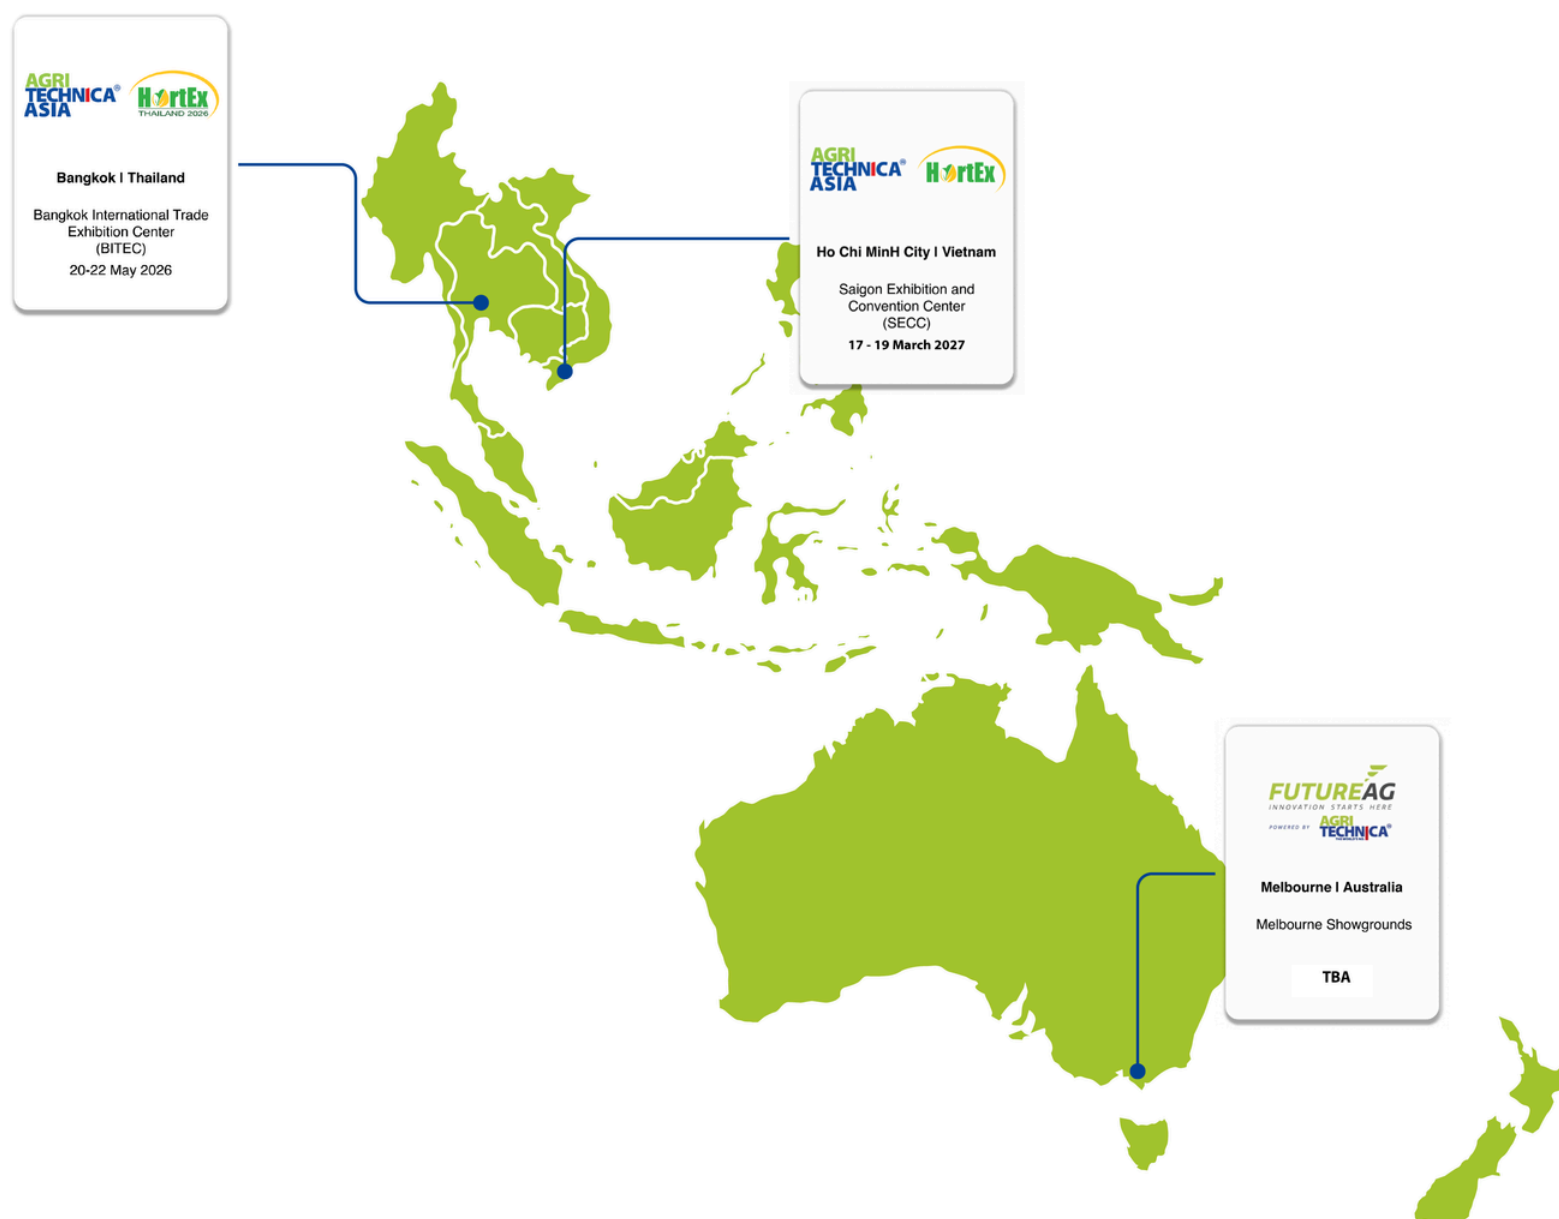 AGRI
TECHNICA®
ASIA
HortEx
THAILAND 2026
Bangkok | Thailand
Bangkok International Trade
Exhibition Center
(BITEC)
20-22 May 2026
AGRI
TECHNICA®
ASIA
HortEx
Ho Chi MinH City | Vietnam
Saigon Exhibition and
Convention Center
(SECC)
17 - 19 March 2027
FUTUREAG
INNOVATION STARTS HERE
POWERED BY
AGRI
TECHNICA®
Melbourne | Australia
Melbourne Showgrounds
TBA